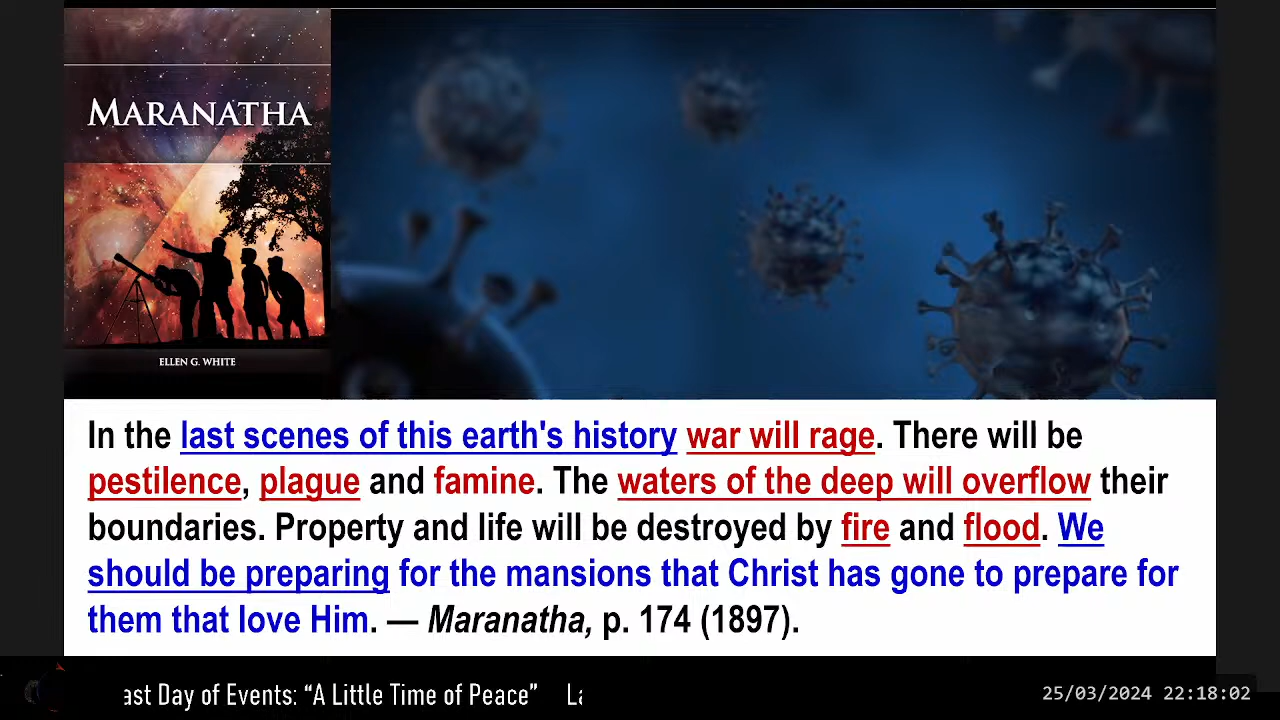 MARANATHA
ELLEN G. WHITE
In the last scenes of this earth's history war will rage. There will be
pestilence, plague and famine. The waters of the deep will overflow their
boundaries. Property and life will be destroyed by fire and flood. We
should be preparing for the mansions that Christ has gone to prepare for
them that love Him. — Maranatha, p. 174 (1897).
ast Day of Events: “A Little Time of Peace” La
25/03/2024 22:18:02